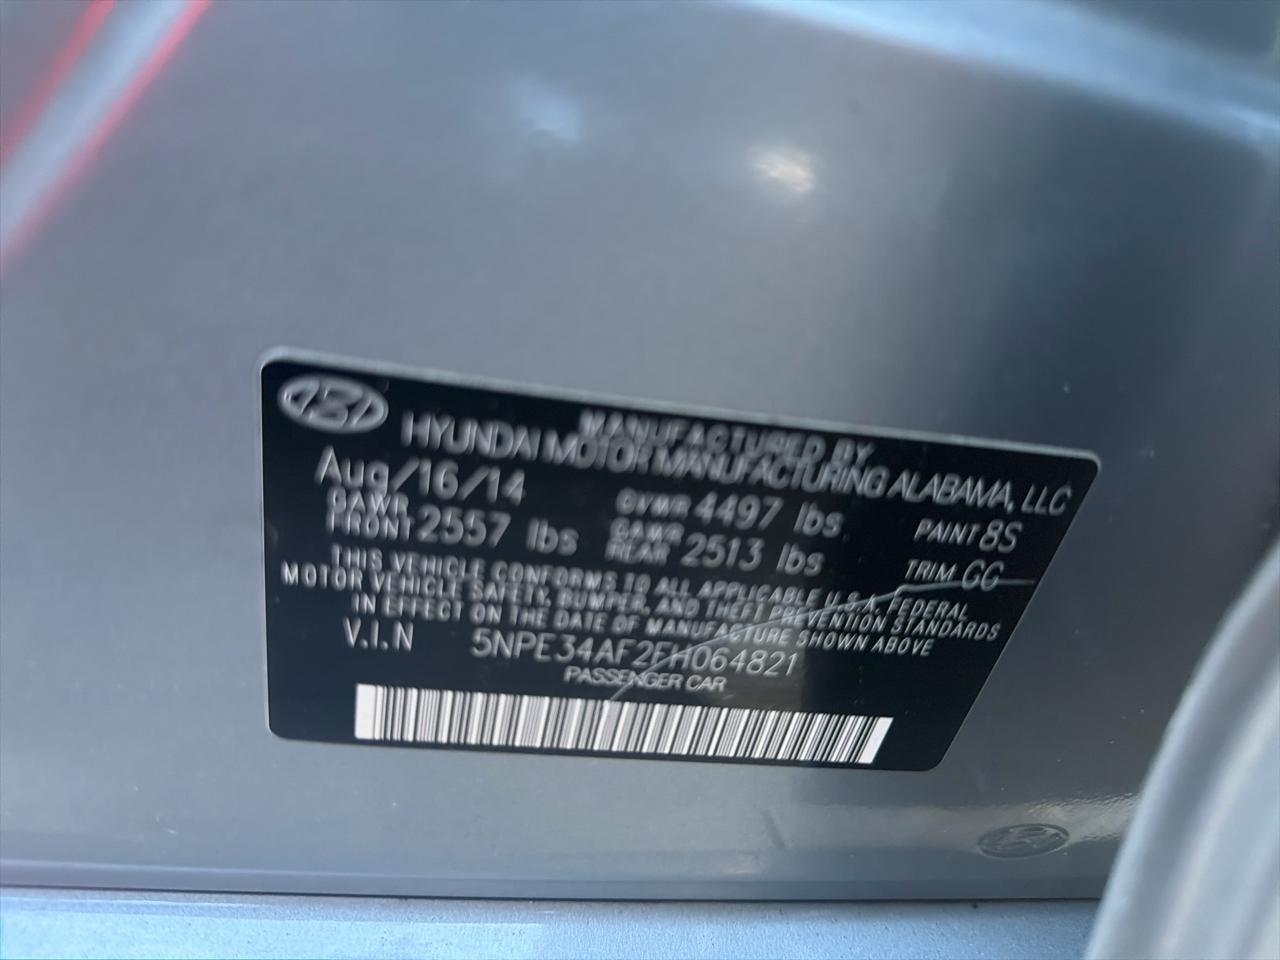 MANUFACTURED BY
HYUNDAI MOTOR MANUFACTURING ALABAMA, LLC
Aug/16/14 GVWR 4497 lbs PAINT 8S
GAWR FRONT 2557 lbs GAWR REAR 2513 lbs TRIM GG
THIS VEHICLE CONFORMS TO ALL APPLICABLE U.S.A. FEDERAL
MOTOR VEHICLE SAFETY, BUMPER, AND THEFT PREVENTION STANDARDS
IN EFFECT ON THE DATE OF MANUFACTURE SHOWN ABOVE
V.I.N 5NPE34AF2FH064821
PASSENGER CAR